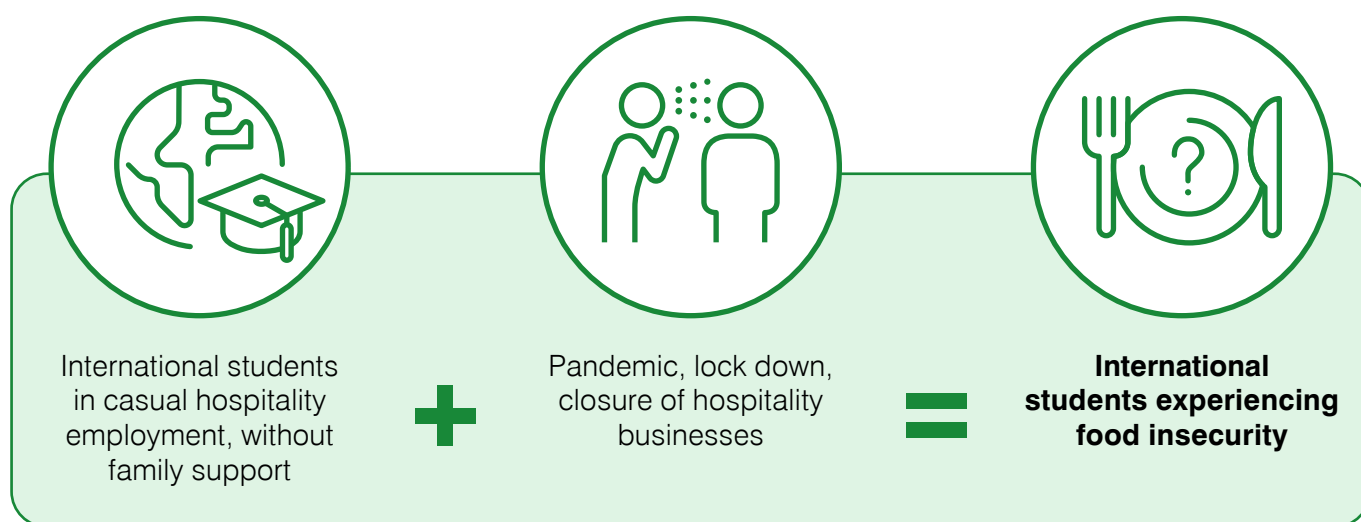 International students
in casual hospitality
employment, without
family support
+
Pandemic, lock down,
closure of hospitality
businesses
=
?
International
students experiencing
food insecurity